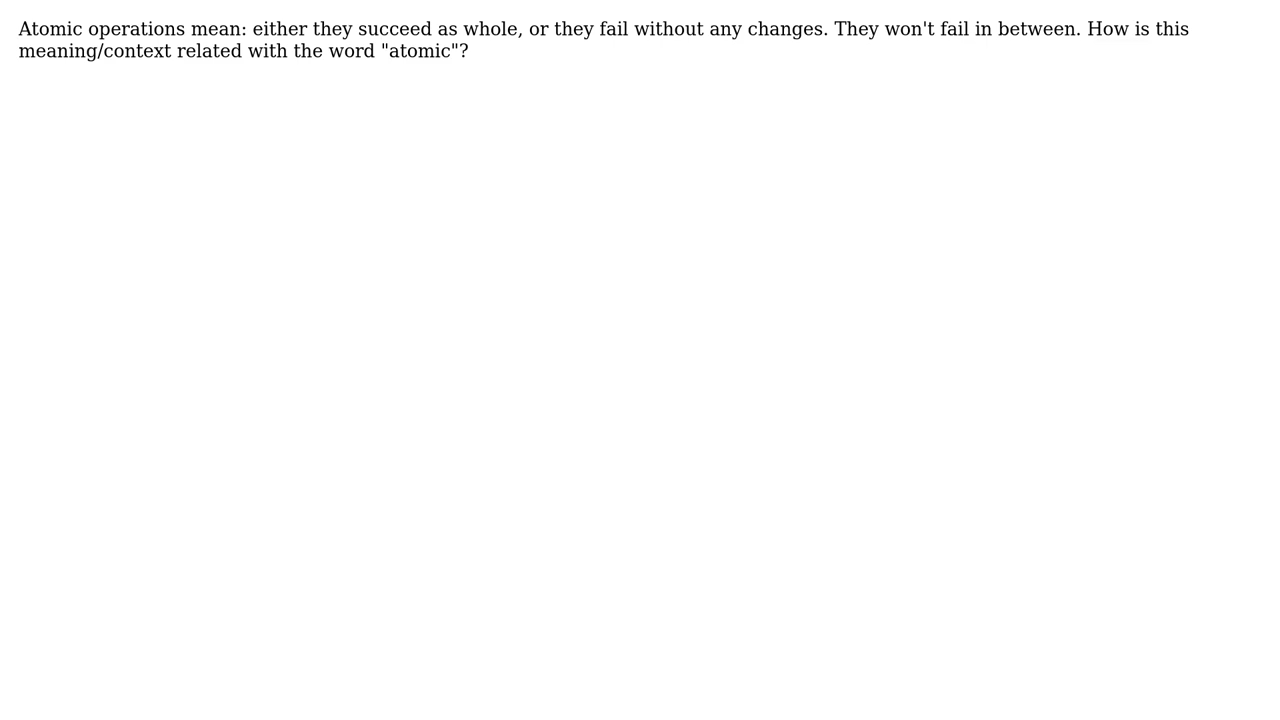 Atomic operations mean: either they succeed as whole, or they fail without any changes. They won't fail in between. How is this
meaning/context related with the word "atomic"?